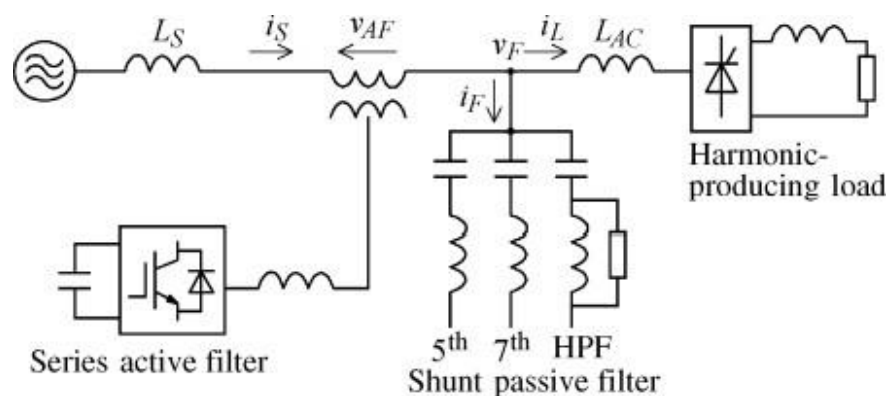 L_S
i_S
v_AF
v_F
i_L
L_AC
i_F
Harmonic-
producing load
Series active filter
5th 7th HPF
Shunt passive filter